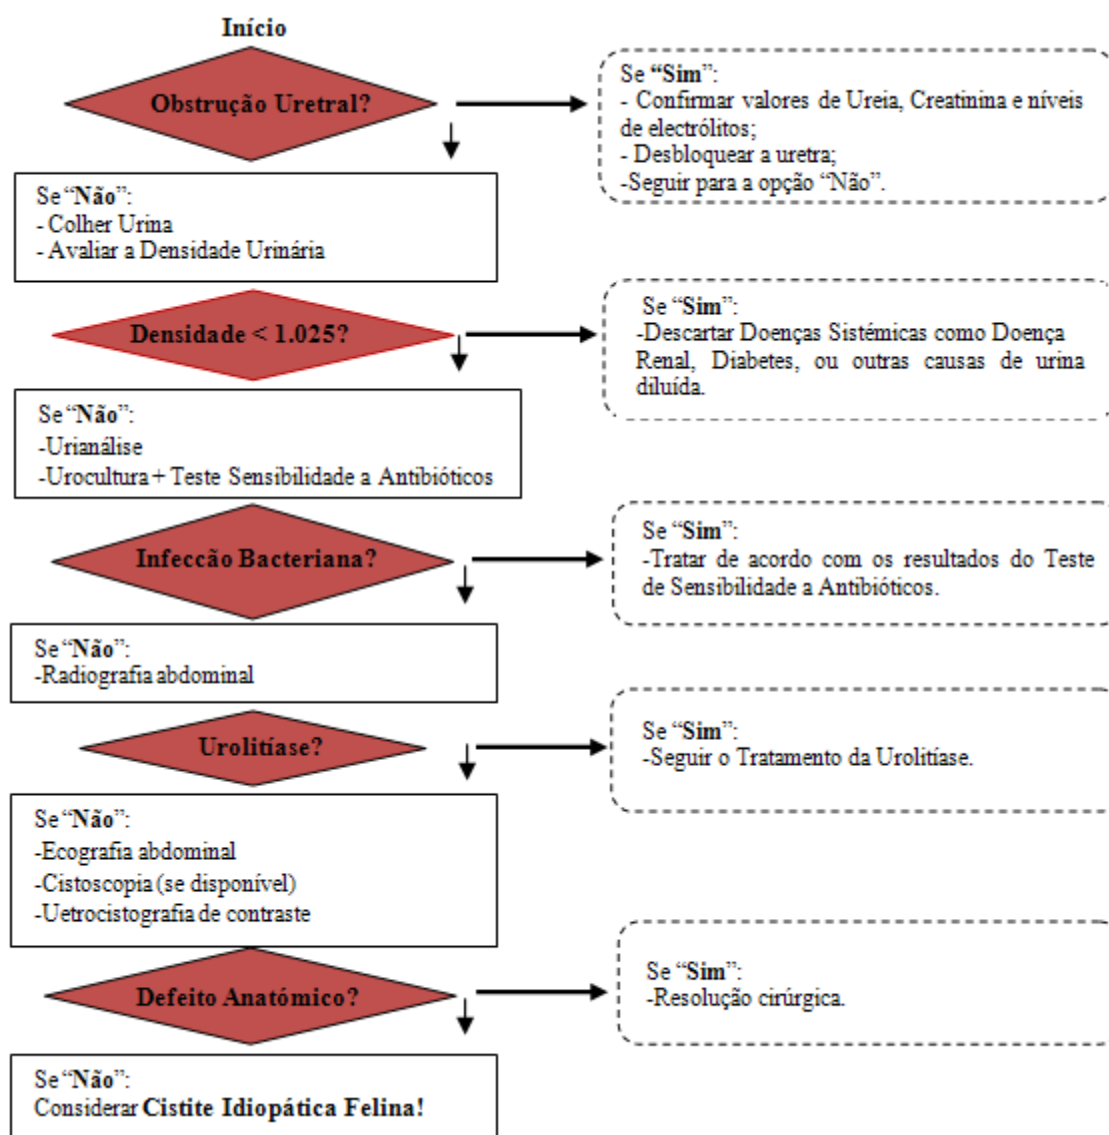 Início
Obstrução Uretral?
Se “Sim”:
- Confirmar valores de Ureia, Creatinina e níveis
de electrólitos;
- Desbloquear a uretra;
-Seguir para a opção “Não”.
Se “Não”:
- Colher Urina
- Avaliar a Densidade Urinária
Densidade < 1.025?
Se “Sim”:
-Descartar Doenças Sistémicas como Doença
Renal, Diabetes, ou outras causas de urina
diluída.
Se “Não”:
-Urianálise
-Urocultura + Teste Sensibilidade a Antibióticos
Infecção Bacteriana?
Se “Sim”:
-Tratar de acordo com os resultados do Teste
de Sensibilidade a Antibióticos.
Se “Não”:
-Radiografia abdominal
Urolitíase?
Se “Sim”:
-Seguir o Tratamento da Urolitíase.
Se “Não”:
-Ecografia abdominal
-Cistoscopia (se disponível)
-Uetrocistografia de contraste
Defeito Anatómico?
Se “Sim”:
-Resolução cirúrgica.
Se “Não”:
Considerar Cistite Idiopática Felina!